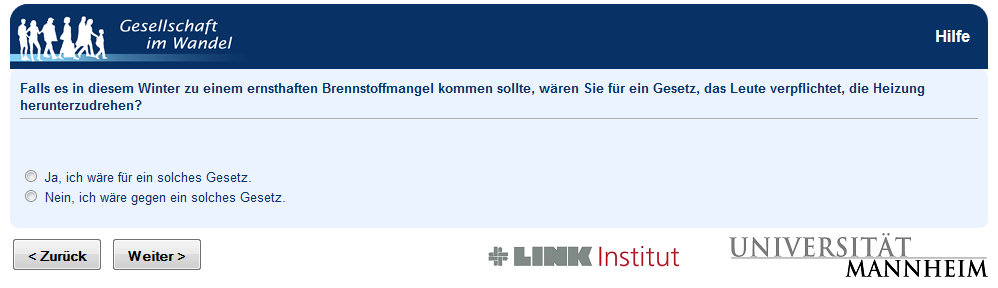 Gesellschaft
im Wandel
Hilfe
Falls es in diesem Winter zu einem ernsthaften Brennstoffmangel kommen sollte, wären Sie für ein Gesetz, das Leute verpflichtet, die Heizung
herunterzudrehen?
Ja, ich wäre für ein solches Gesetz.
Nein, ich wäre gegen ein solches Gesetz.
< Zurück
Weiter >
LINK Institut
UNIVERSITÄT
MANNHEIM